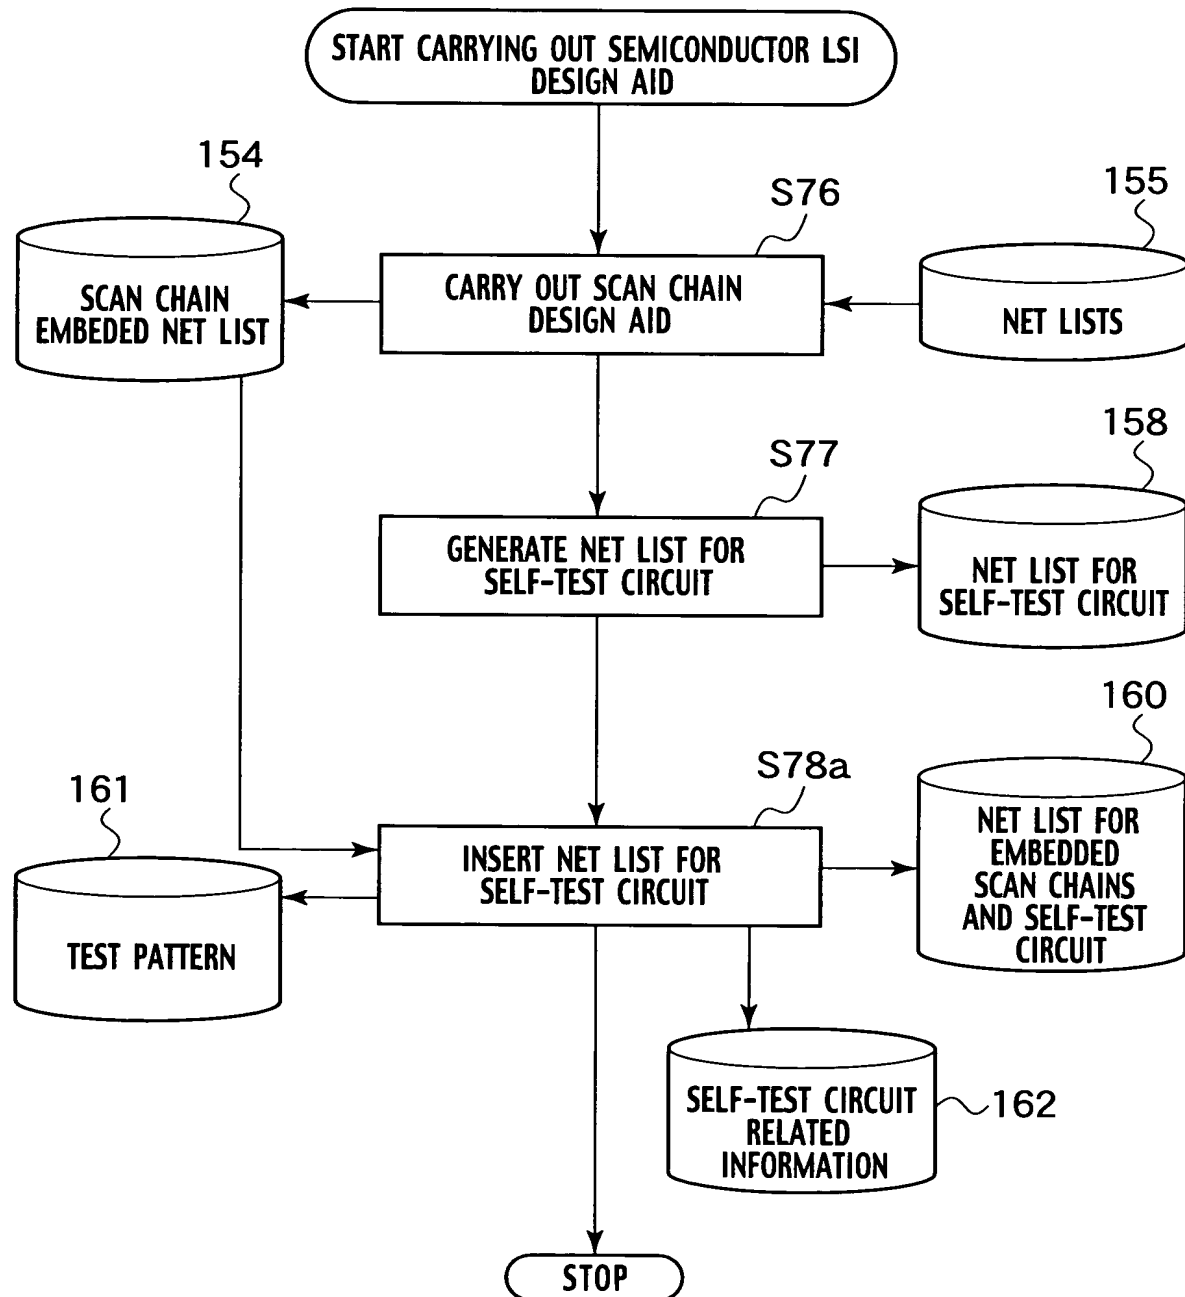 START CARRYING OUT SEMICONDUCTOR LSI
DESIGN AID
154
S76
155
SCAN CHAIN
EMBEDED NET LIST
CARRY OUT SCAN CHAIN
DESIGN AID
NET LISTS
S77
158
GENERATE NET LIST FOR
SELF-TEST CIRCUIT
NET LIST FOR
SELF-TEST CIRCUIT
160
S78a
161
INSERT NET LIST FOR
SELF-TEST CIRCUIT
NET LIST FOR
EMBEDDED
SCAN CHAINS
AND SELF-TEST
CIRCUIT
TEST PATTERN
SELF-TEST CIRCUIT
RELATED
INFORMATION
162
STOP